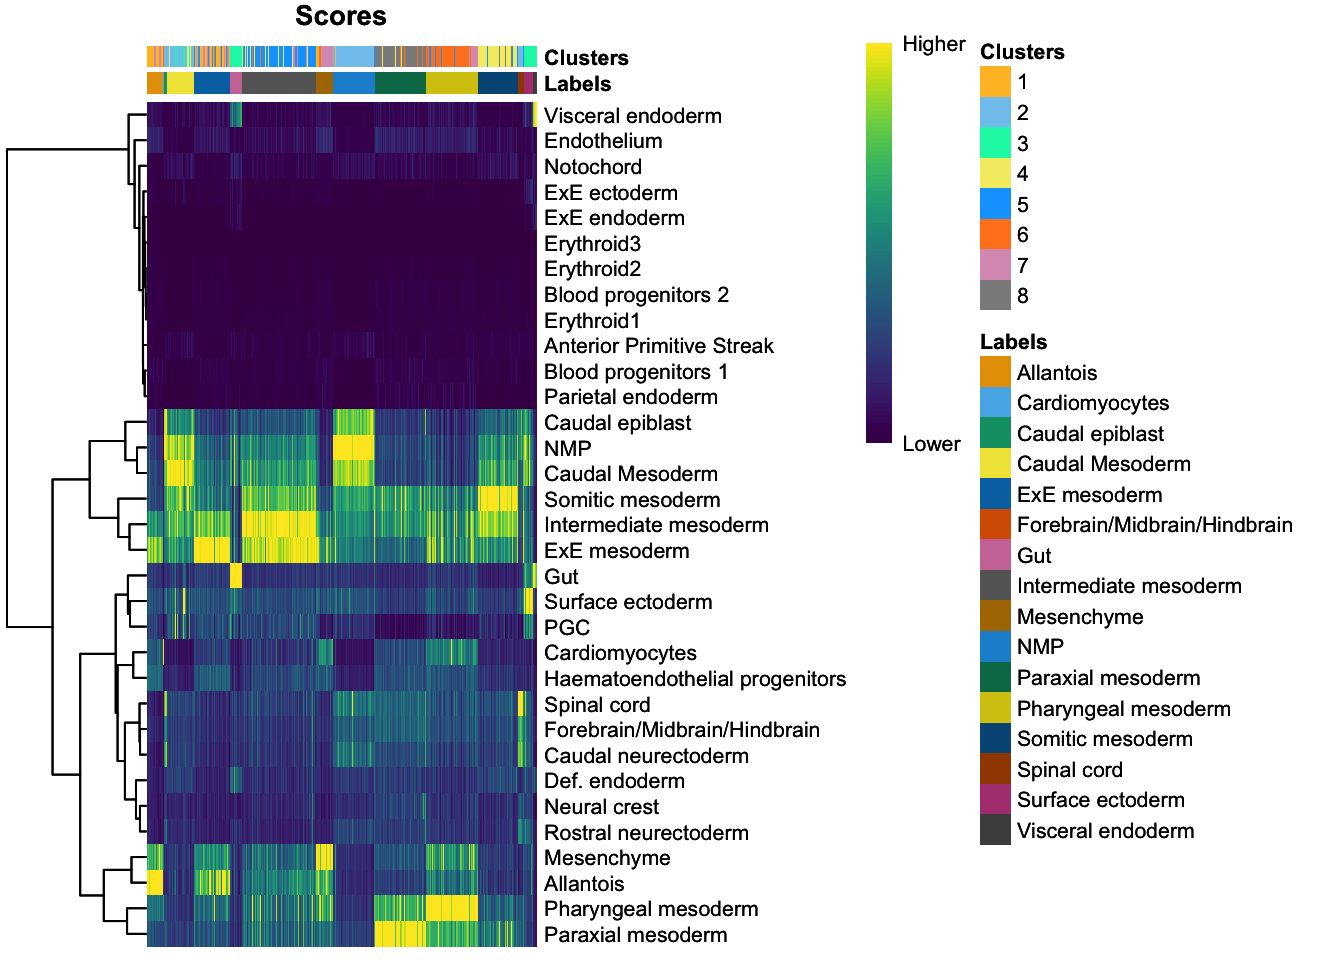 Scores
Clusters
Labels
Visceral endoderm
Endothelium
Notochord
ExE ectoderm
ExE endoderm
Erythroid3
Erythroid2
Blood progenitors 2
Erythroid1
Anterior Primitive Streak
Blood progenitors 1
Parietal endoderm
Caudal epiblast
NMP
Caudal Mesoderm
Somitic mesoderm
Intermediate mesoderm
ExE mesoderm
Gut
Surface ectoderm
PGC
Cardiomyocytes
Haematoendothelial progenitors
Spinal cord
Forebrain/Midbrain/Hindbrain
Caudal neurectoderm
Def. endoderm
Neural crest
Rostral neurectoderm
Mesenchyme
Allantois
Pharyngeal mesoderm
Paraxial mesoderm
Higher
Lower
Clusters
1
2
3
4
5
6
7
8
Labels
Allantois
Cardiomyocytes
Caudal epiblast
Caudal Mesoderm
ExE mesoderm
Forebrain/Midbrain/Hindbrain
Gut
Intermediate mesoderm
Mesenchyme
NMP
Paraxial mesoderm
Pharyngeal mesoderm
Somitic mesoderm
Spinal cord
Surface ectoderm
Visceral endoderm